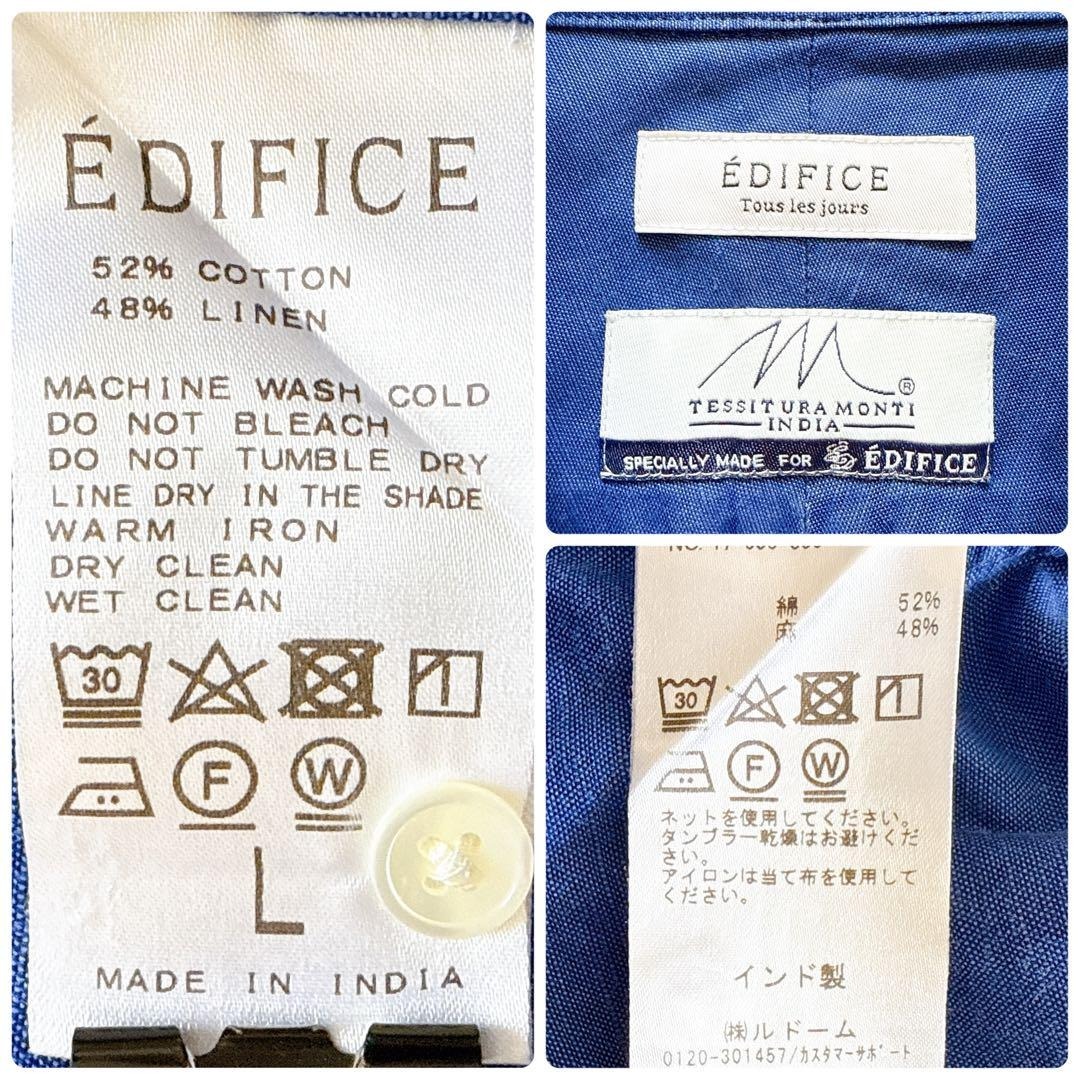 ÉDIFICE
52% COTTON
48% LINEN
MACHINE WASH COLD
DO NOT BLEACH
DO NOT TUMBLE DRY
LINE DRY IN THE SHADE
WARM IRON
DRY CLEAN
WET CLEAN
30
F W
L
MADE IN INDIA
ÉDIFICE
Tous les jours
TESSITURA MONTI
INDIA
SPECIALLY MADE FOR ÉDIFICE
綿 52%
麻 48%
30
F W
ネットを使用してください。
タンブラー乾燥はお避けくだ
さい。
アイロンは当て布を使用して
ください。
インド製
(株)ルドーム
0120-301457/カスタマーサポート